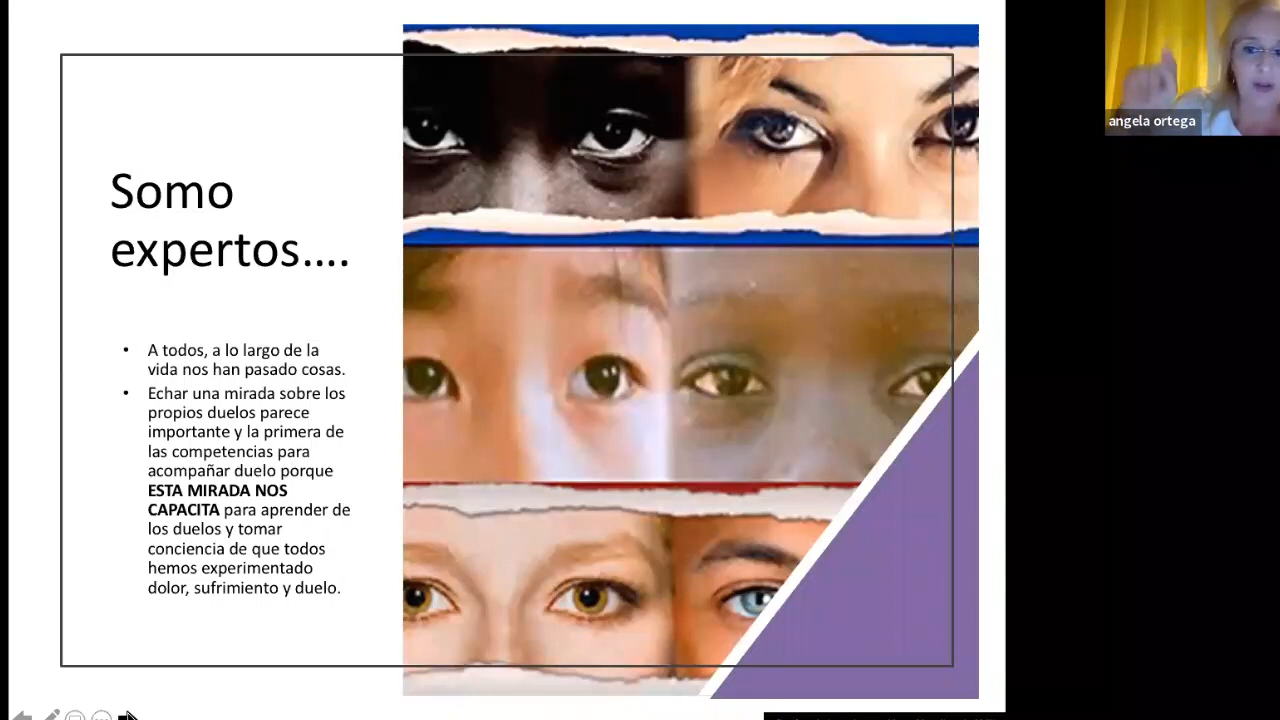 Somo
expertos….
• A todos, a lo largo de la
vida nos han pasado cosas.
• Echar una mirada sobre los
propios duelos parece
importante y la primera de
las competencias para
acompañar duelo porque
ESTA MIRADA NOS
CAPACITA para aprender de
los duelos y tomar
conciencia de que todos
hemos experimentado
dolor, sufrimiento y duelo.
angela ortega